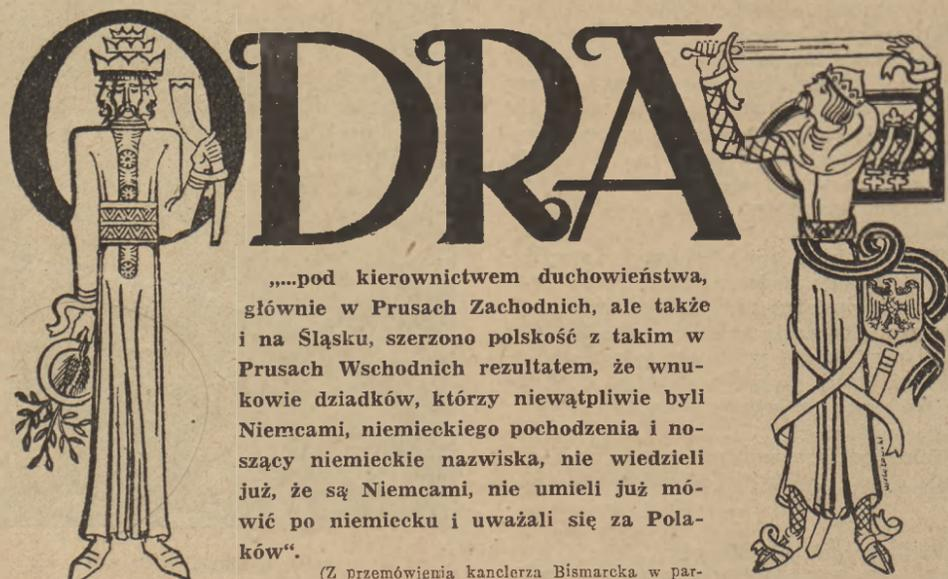 ODRA
„...pod kierownictwem duchowieństwa,
głównie w Prusach Zachodnich, ale także
i na Śląsku, szerzono polskość z takim w
Prusach Wschodnich rezultatem, że wnu-
kowie dziadków, którzy niewątpliwie byli
Niemcami, niemieckiego pochodzenia i no-
szący niemieckie nazwiska, nie wiedzieli
już, że są Niemcami, nie umieli już mó-
wić po niemiecku i uważali się za Pola-
ków“.
(Z przemówienia kanclerza Bismarcka w par-